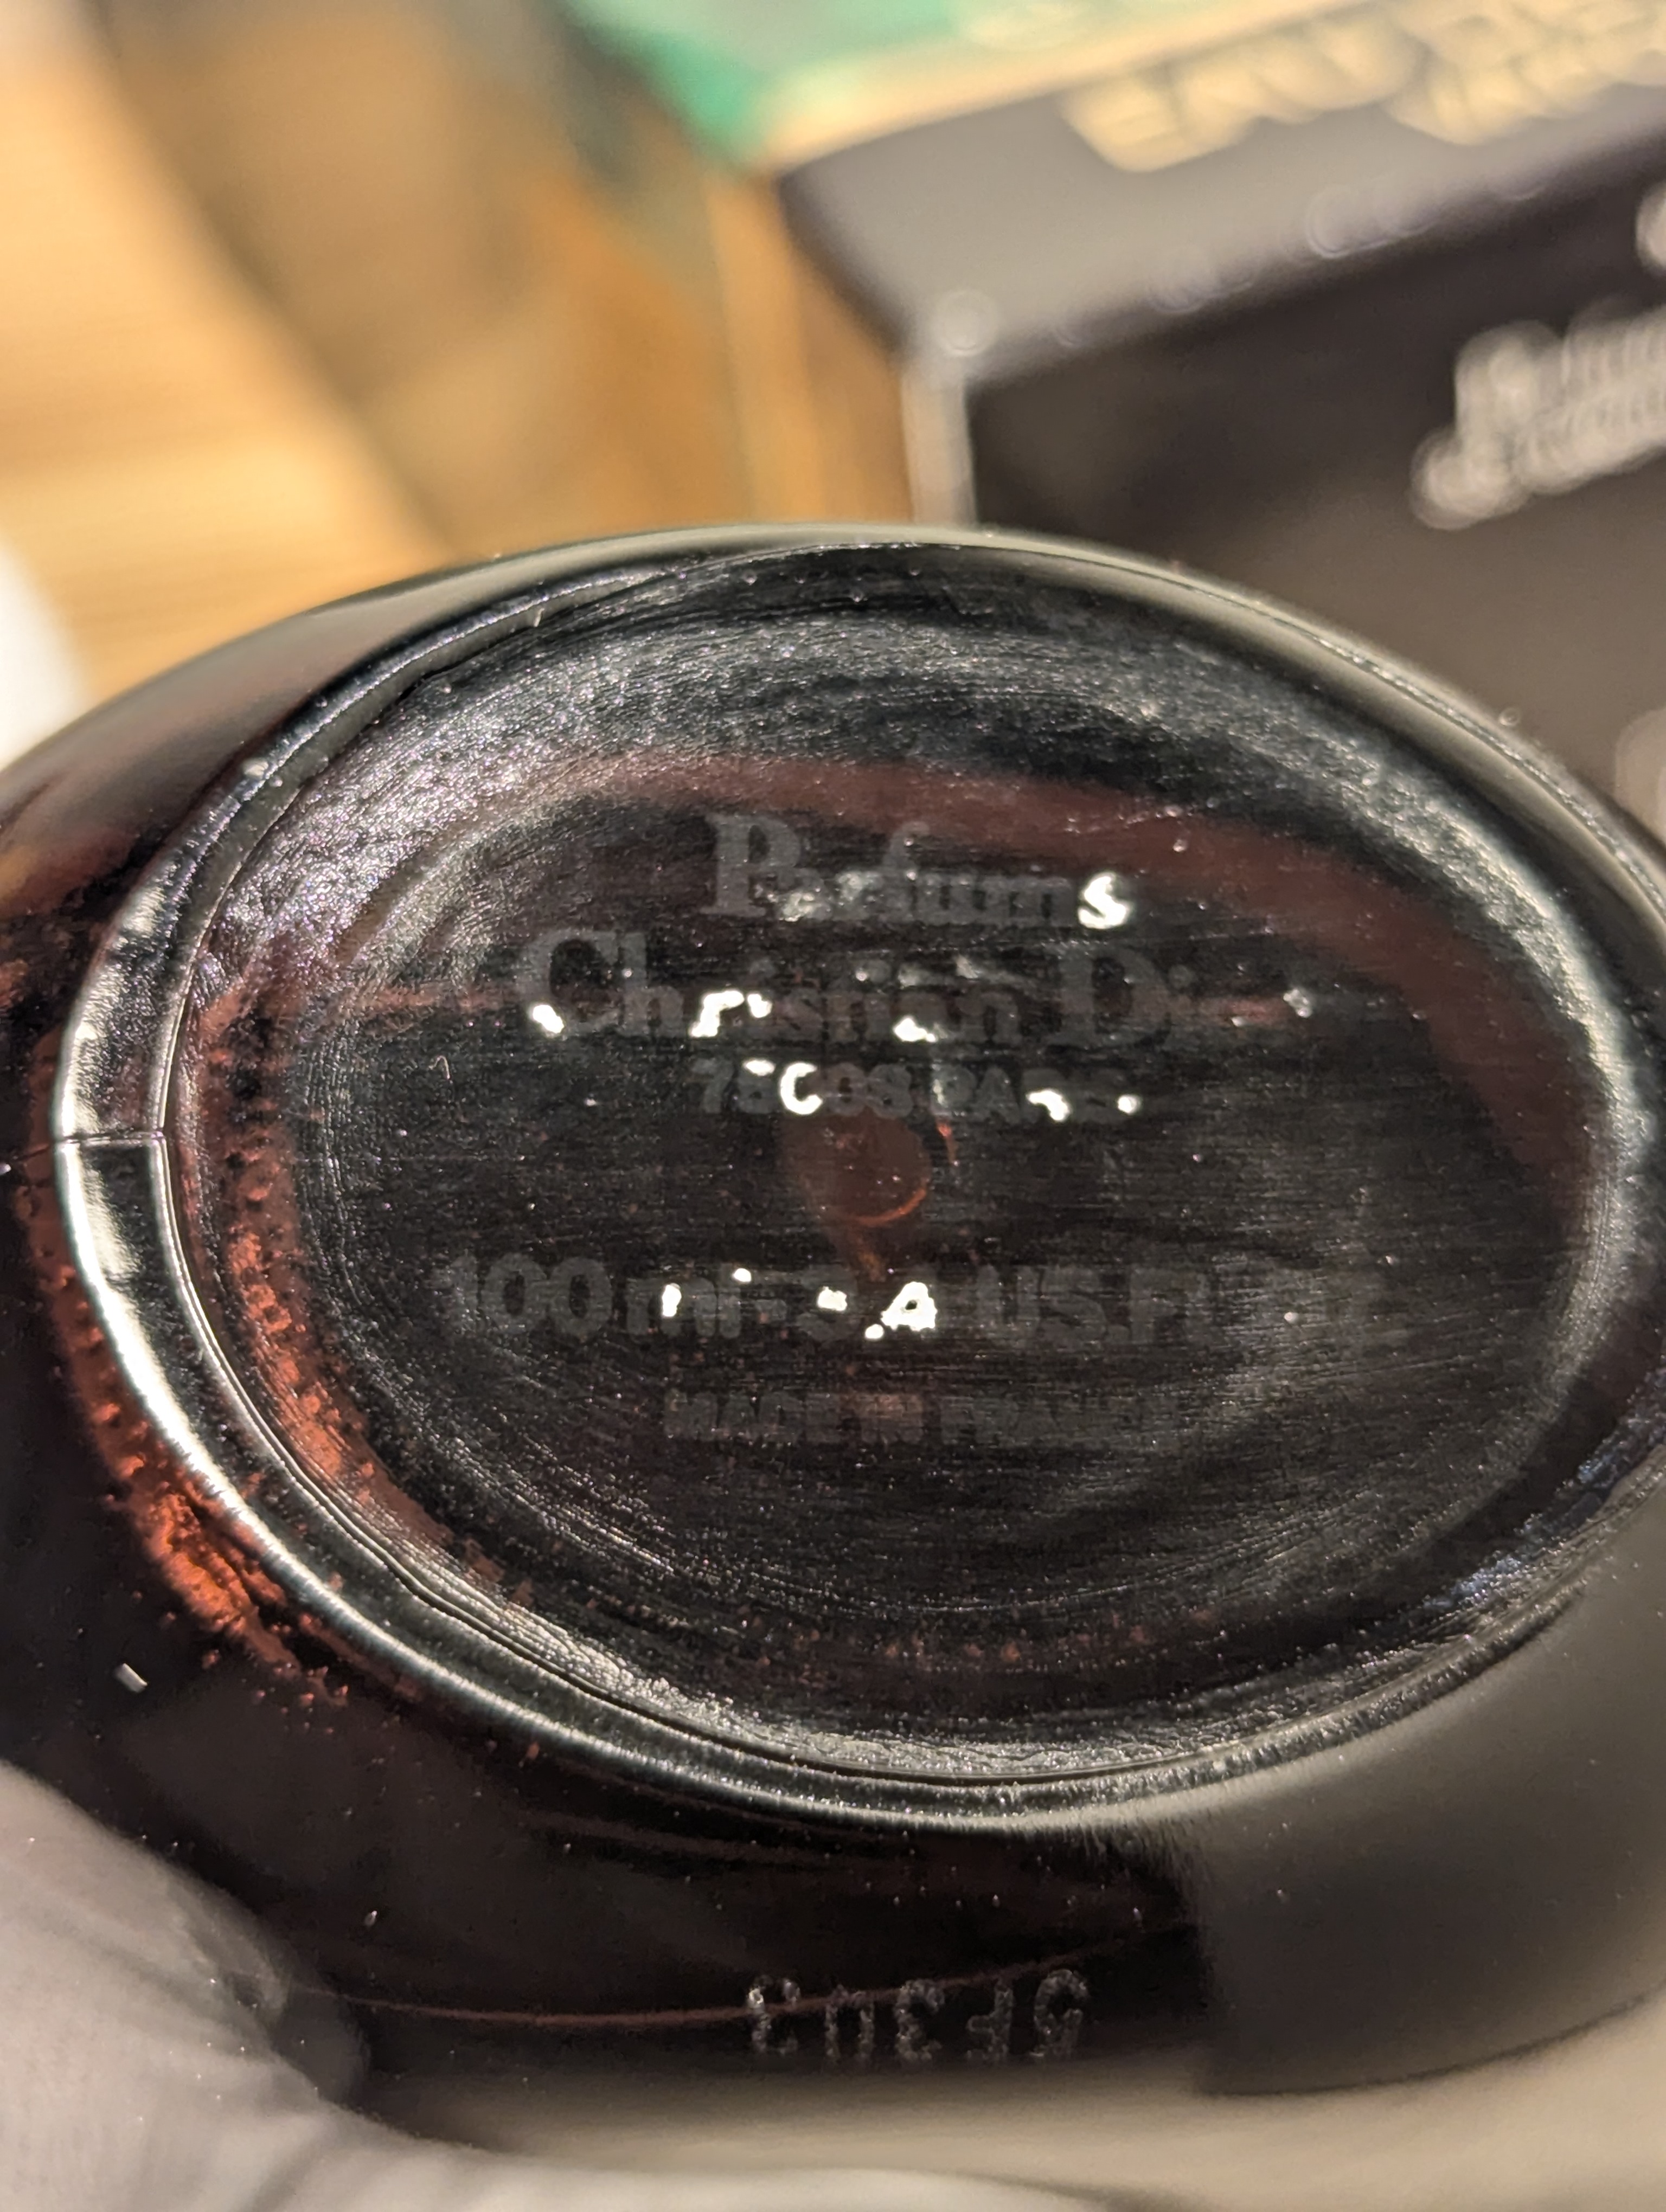 Parfums
Christian Dior
75008 PARIS
100 ml-3.4 US.Fl.Oz.
MADE IN FRANCE